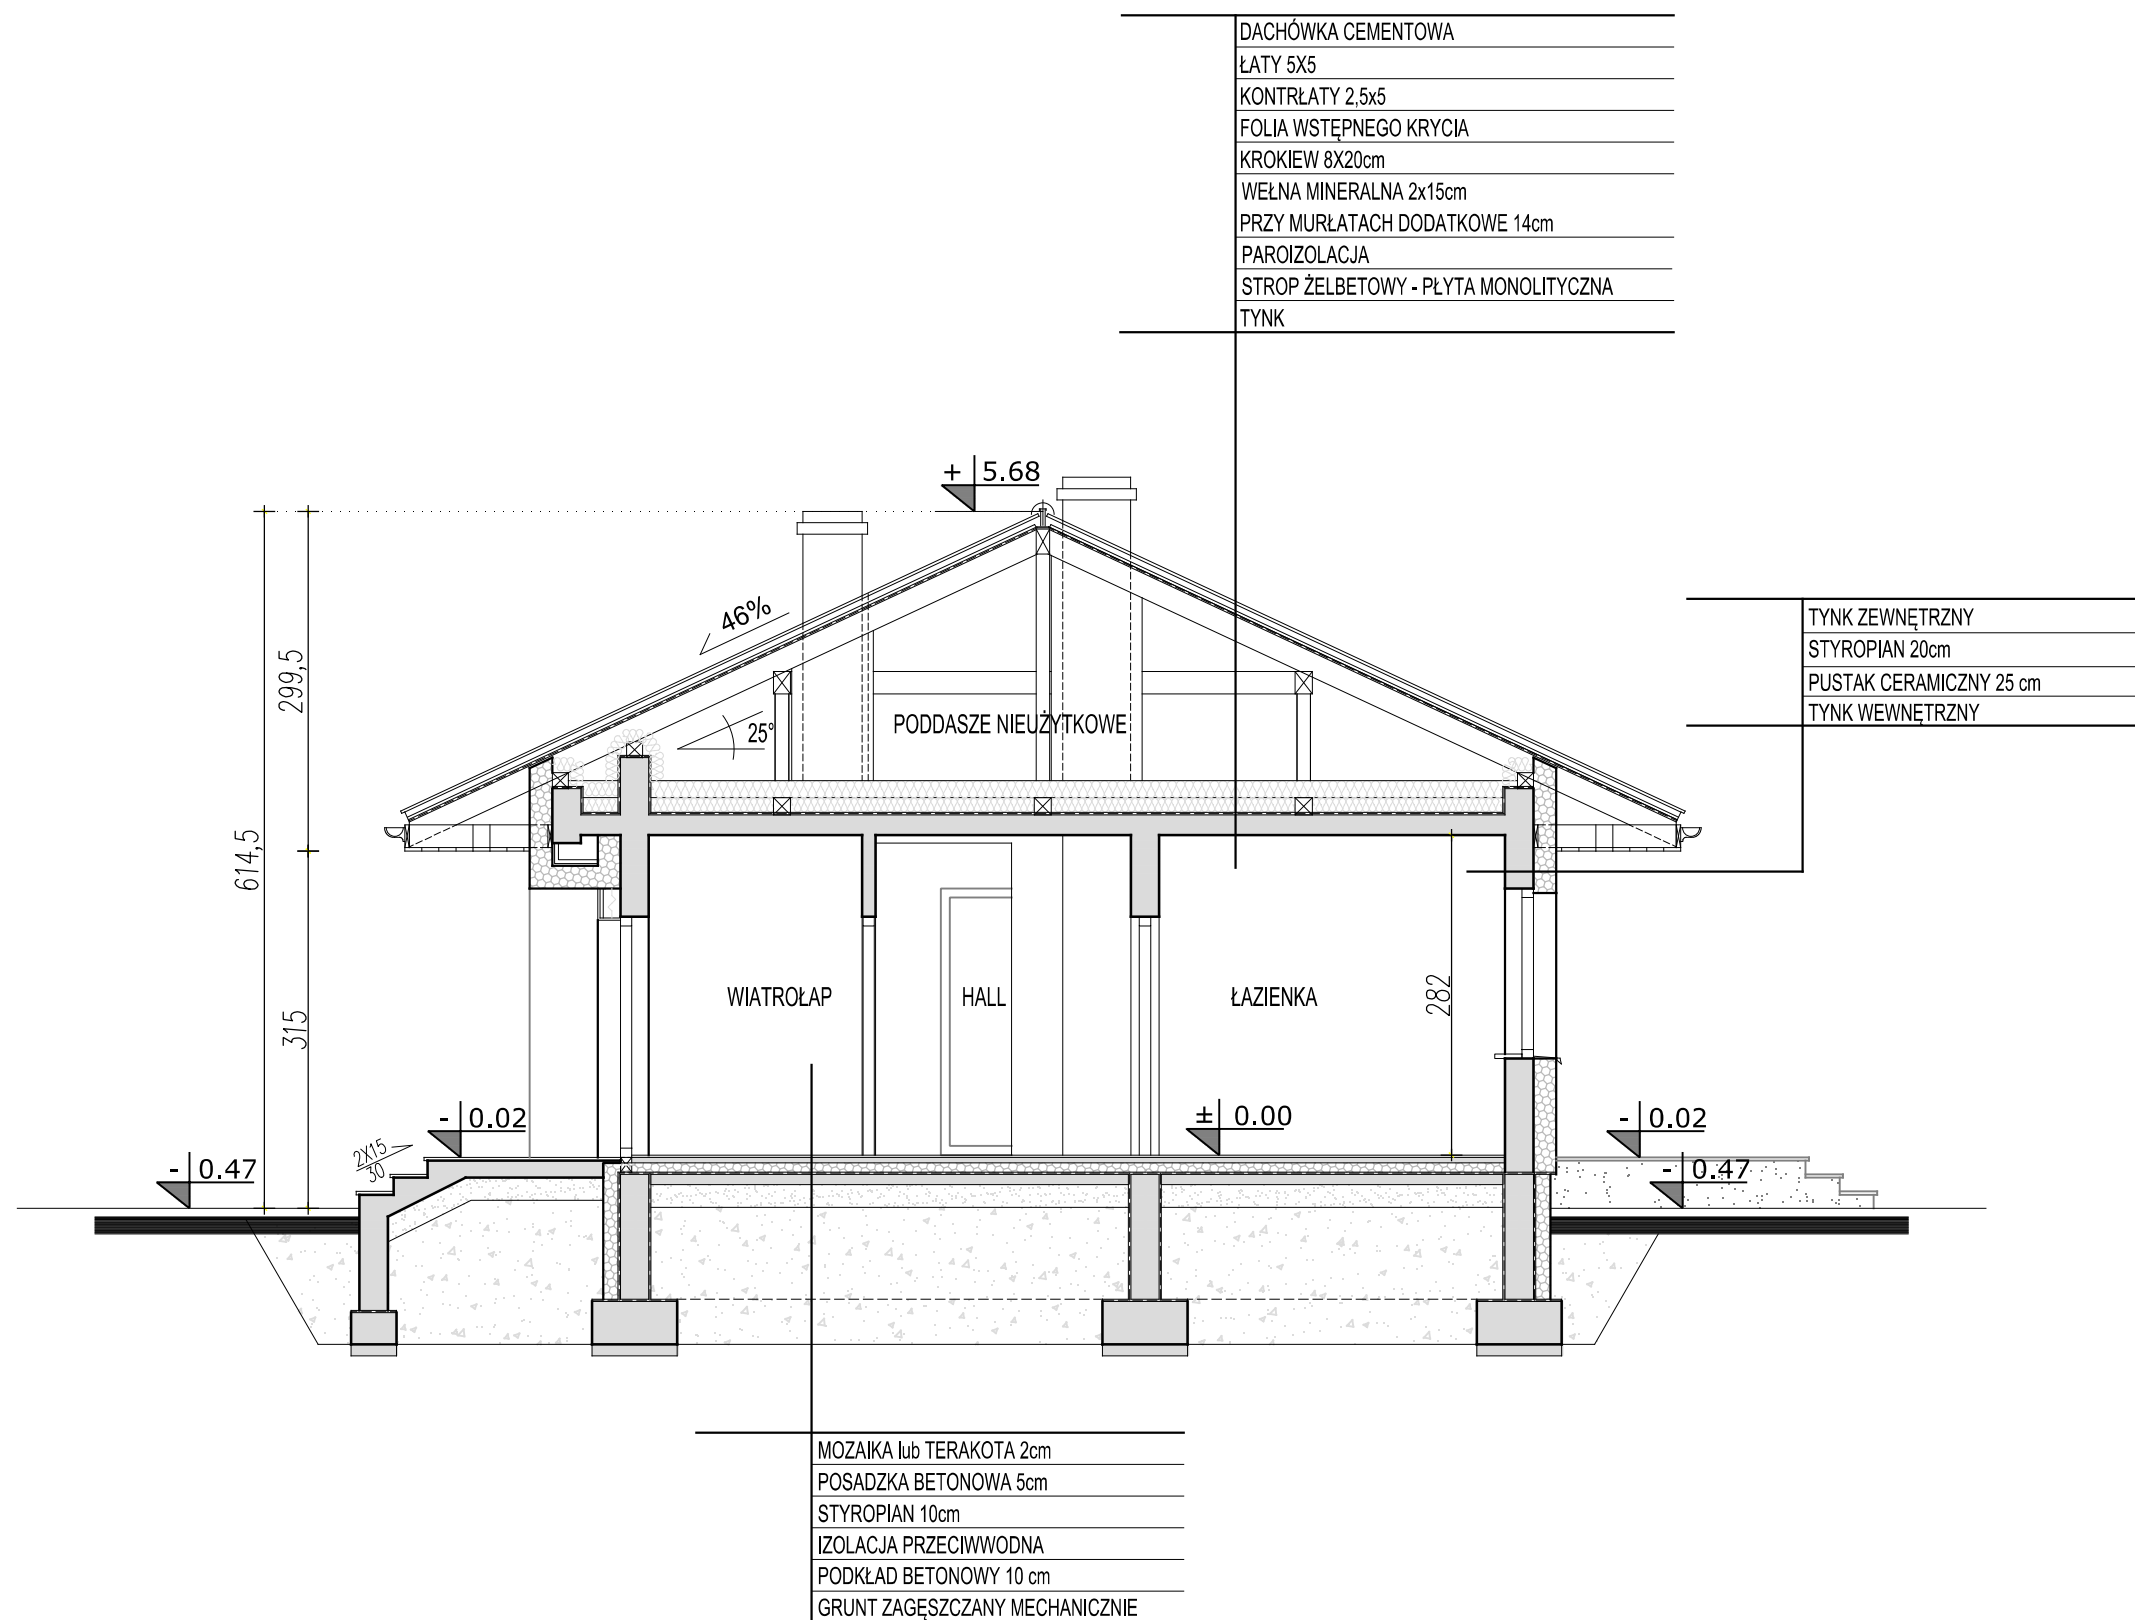 DACHÓWKA CEMENTOWA
ŁATY 5X5
KONTRŁATY 2,5x5
FOLIA WSTĘPNEGO KRYCIA
KROKIEW 8X20cm
WEŁNA MINERALNA 2x15cm
PRZY MURŁATACH DODATKOWE 14cm
PAROIZOLACJA
STROP ŻELBETOWY - PŁYTA MONOLITYCZNA
TYNK
+ 5.68
46%
TYNK ZEWNĘTRZNY
STYROPIAN 20cm
PUSTAK CERAMICZNY 25 cm
TYNK WEWNĘTRZNY
299,5
25°
PODDASZE NIEUŻYTKOWE
614,5
315
WIATROŁAP
HALL
ŁAZIENKA
282
- 0.02
± 0.00
- 0.02
2X15
30
- 0.47
- 0.47
MOZAIKA lub TERAKOTA 2cm
POSADZKA BETONOWA 5cm
STYROPIAN 10cm
IZOLACJA PRZECIWWODNA
PODKŁAD BETONOWY 10 cm
GRUNT ZAGĘSZCZANY MECHANICZNIE